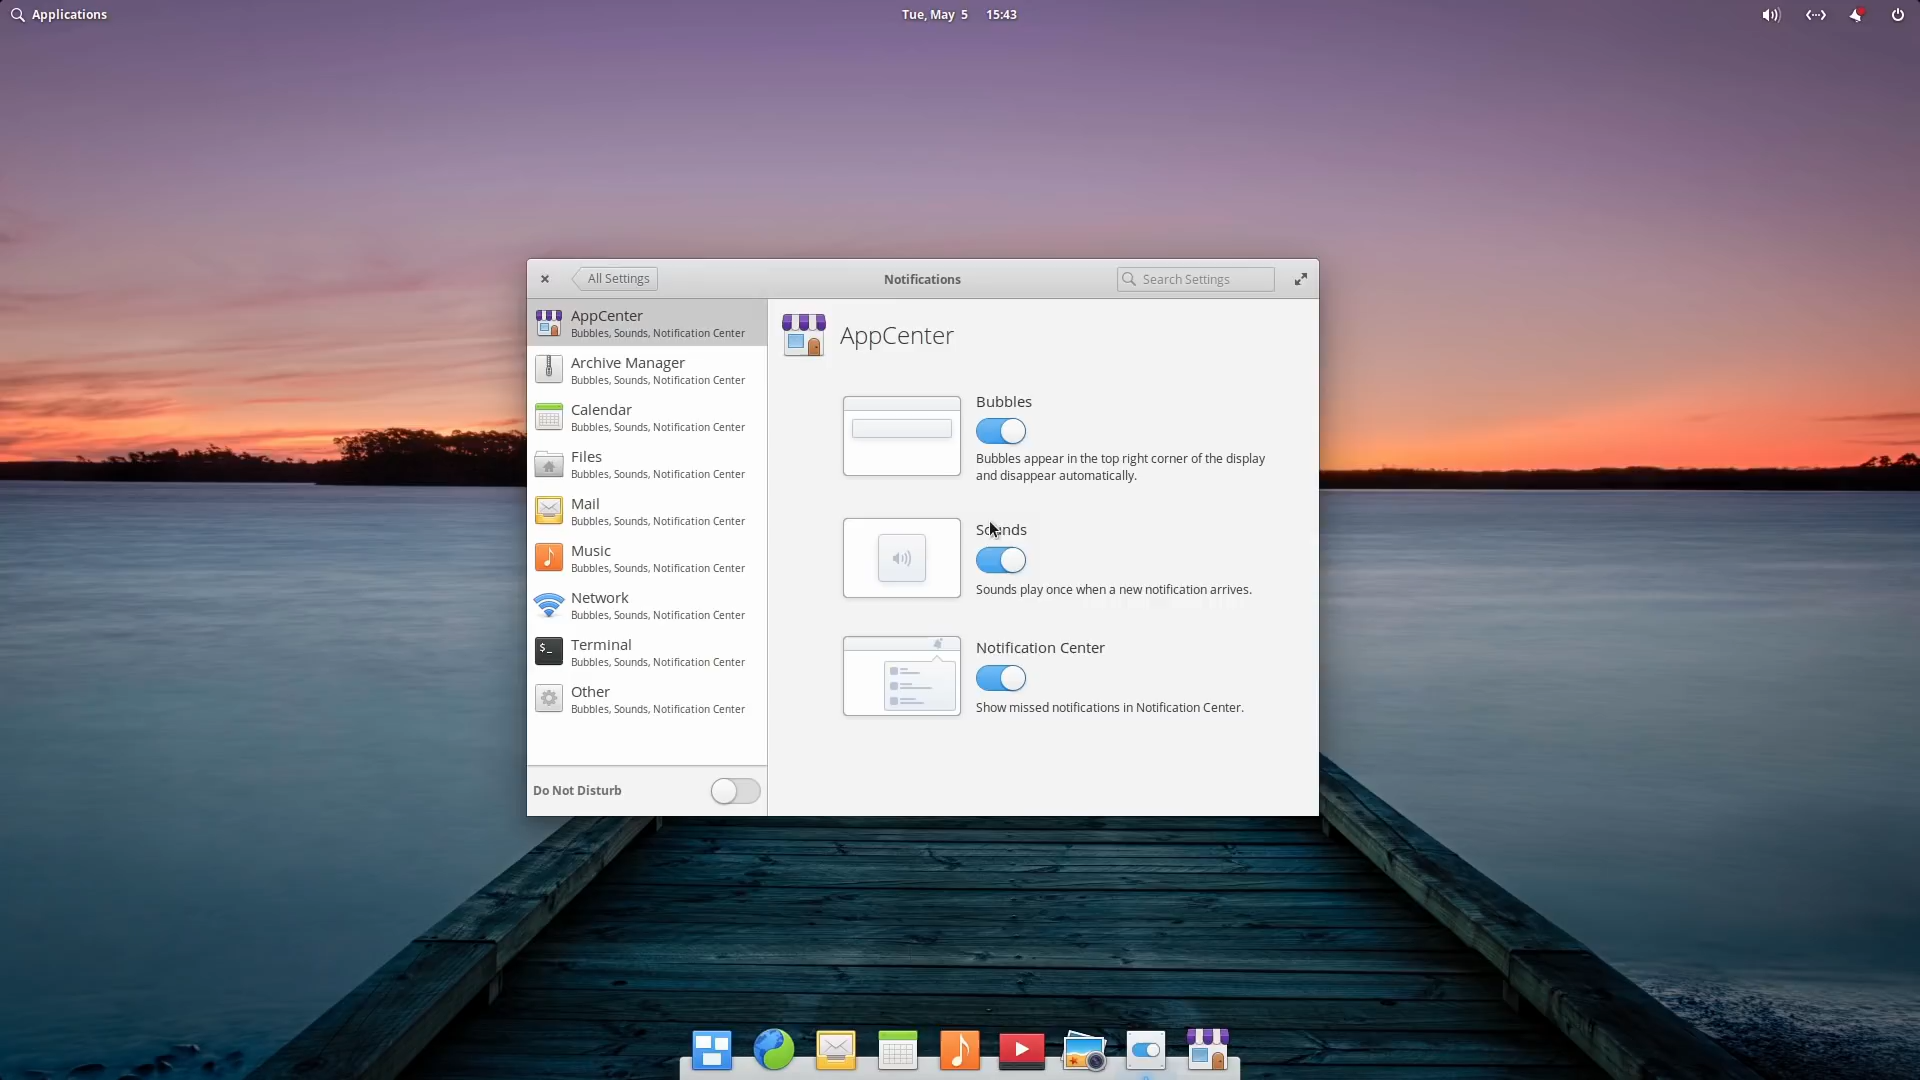 Applications
Tue, May 5 15:43
All Settings
Notifications
Search Settings
AppCenter
Bubbles, Sounds, Notification Center
Archive Manager
Bubbles, Sounds, Notification Center
Calendar
Bubbles, Sounds, Notification Center
Files
Bubbles, Sounds, Notification Center
Mail
Bubbles, Sounds, Notification Center
Music
Bubbles, Sounds, Notification Center
Network
Bubbles, Sounds, Notification Center
$_
Terminal
Bubbles, Sounds, Notification Center
Other
Bubbles, Sounds, Notification Center
Do Not Disturb
AppCenter
Bubbles
Bubbles appear in the top right corner of the display
and disappear automatically.
Sounds
Sounds play once when a new notification arrives.
Notification Center
Show missed notifications in Notification Center.